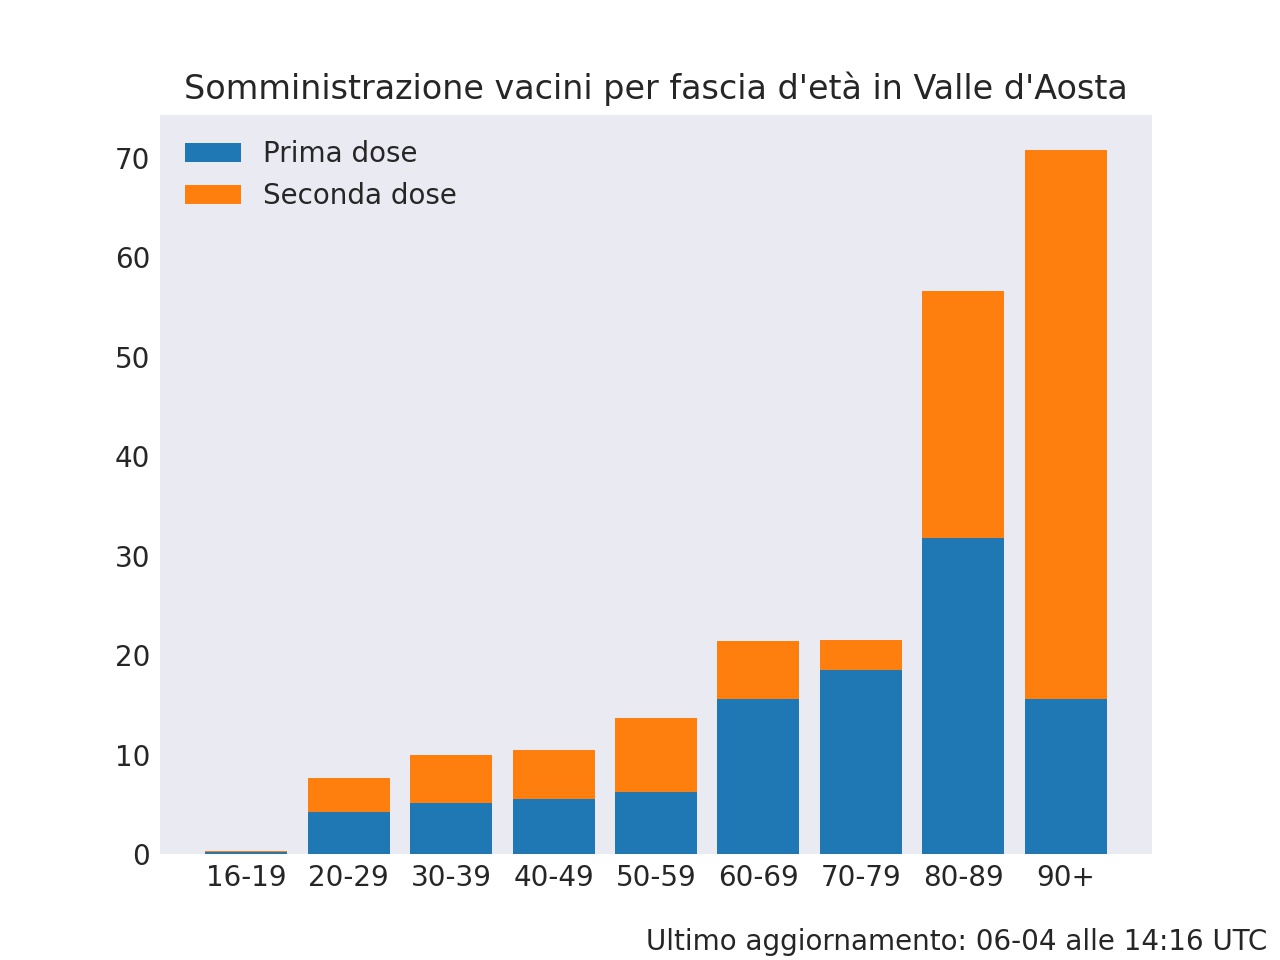 Somministrazione vacini per fascia d'età in Valle d'Aosta
Prima dose
Seconda dose
70
60
50
40
30
20
10
0
16-19 20-29 30-39 40-49 50-59 60-69 70-79 80-89 90+
Ultimo aggiornamento: 06-04 alle 14:16 UTC